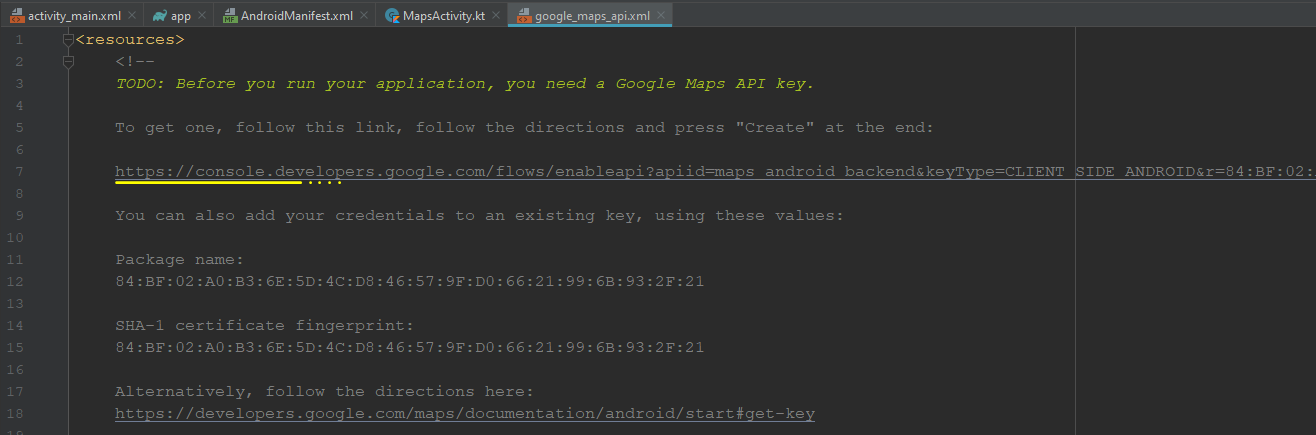 activity_main.xml app AndroidManifest.xml MapsActivity.kt google_maps_api.xml
1 <resources>
2 <!--
3 TODO: Before you run your application, you need a Google Maps API key.
4
5 To get one, follow this link, follow the directions and press "Create" at the end:
6
7 https://console.developers.google.com/flows/enableapi?apiid=maps_android_backend&keyType=CLIENT_SIDE_ANDROID&r=84:BF:02:
8
9 You can also add your credentials to an existing key, using these values:
10
11 Package name:
12 84:BF:02:A0:B3:6E:5D:4C:D8:46:57:9F:D0:66:21:99:6B:93:2F:21
13
14 SHA-1 certificate fingerprint:
15 84:BF:02:A0:B3:6E:5D:4C:D8:46:57:9F:D0:66:21:99:6B:93:2F:21
16
17 Alternatively, follow the directions here:
18 https://developers.google.com/maps/documentation/android/start#get-key